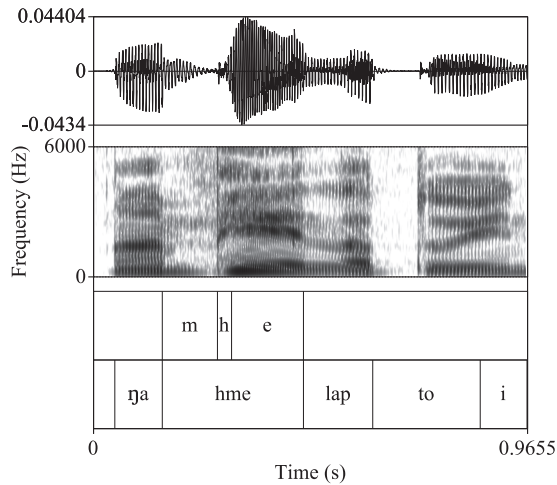 0.04404
0
-0.0434
6000
Frequency (Hz)
0
m h e
ŋa hme lap to i
0 0.9655
Time (s)